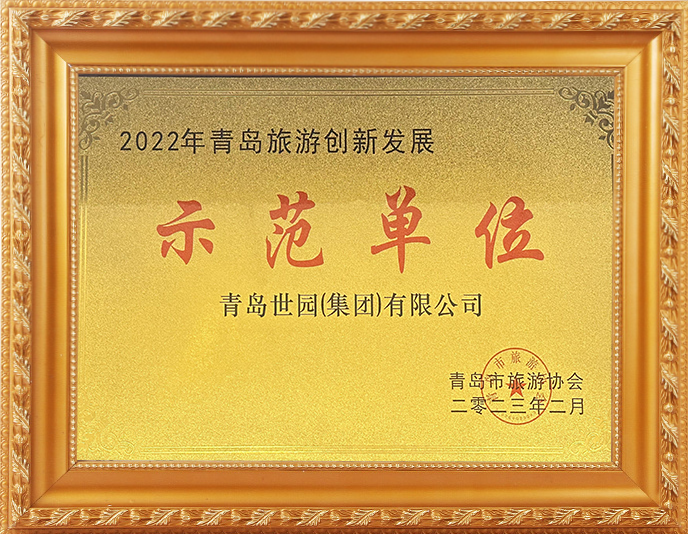 2022年青岛旅游创新发展
示范单位
青岛世园(集团)有限公司
青岛市旅游协会
二零二三年二月